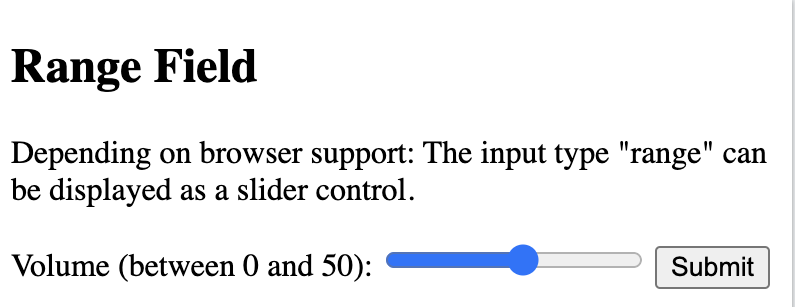 Range Field
Depending on browser support: The input type "range" can
be displayed as a slider control.
Volume (between 0 and 50): Submit